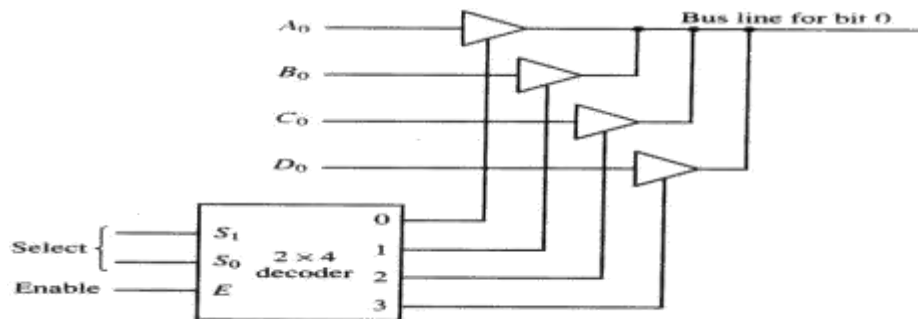 A0
Bus line for bit 0
B0
C0
D0
0
S1
Select
1
2 × 4
S0
decoder
2
Enable
E
3